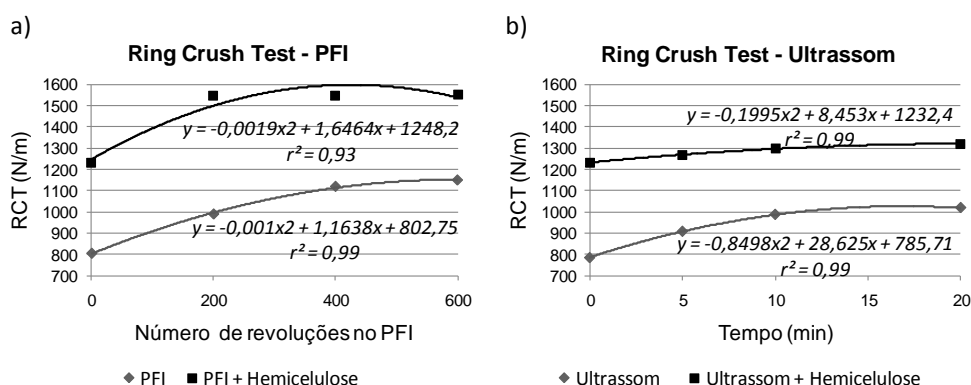 a)
Ring Crush Test - PFI
RCT (N/m)
1600
1500
1400
1300
1200
1100
1000
900
800
700
y = -0,0019x2 + 1,6464x + 1248,2
r² = 0,93
y = -0,001x2 + 1,1638x + 802,75
r² = 0,99
0
200
400
600
Número de revoluções no PFI
PFI
PFI + Hemicelulose
b)
Ring Crush Test - Ultrassom
RCT (N/m)
1600
1500
1400
1300
1200
1100
1000
900
800
700
y = -0,1995x2 + 8,453x + 1232,4
r² = 0,99
y = -0,8498x2 + 28,625x + 785,71
r² = 0,99
0
5
10
15
20
Tempo (min)
Ultrassom
Ultrassom + Hemicelulose